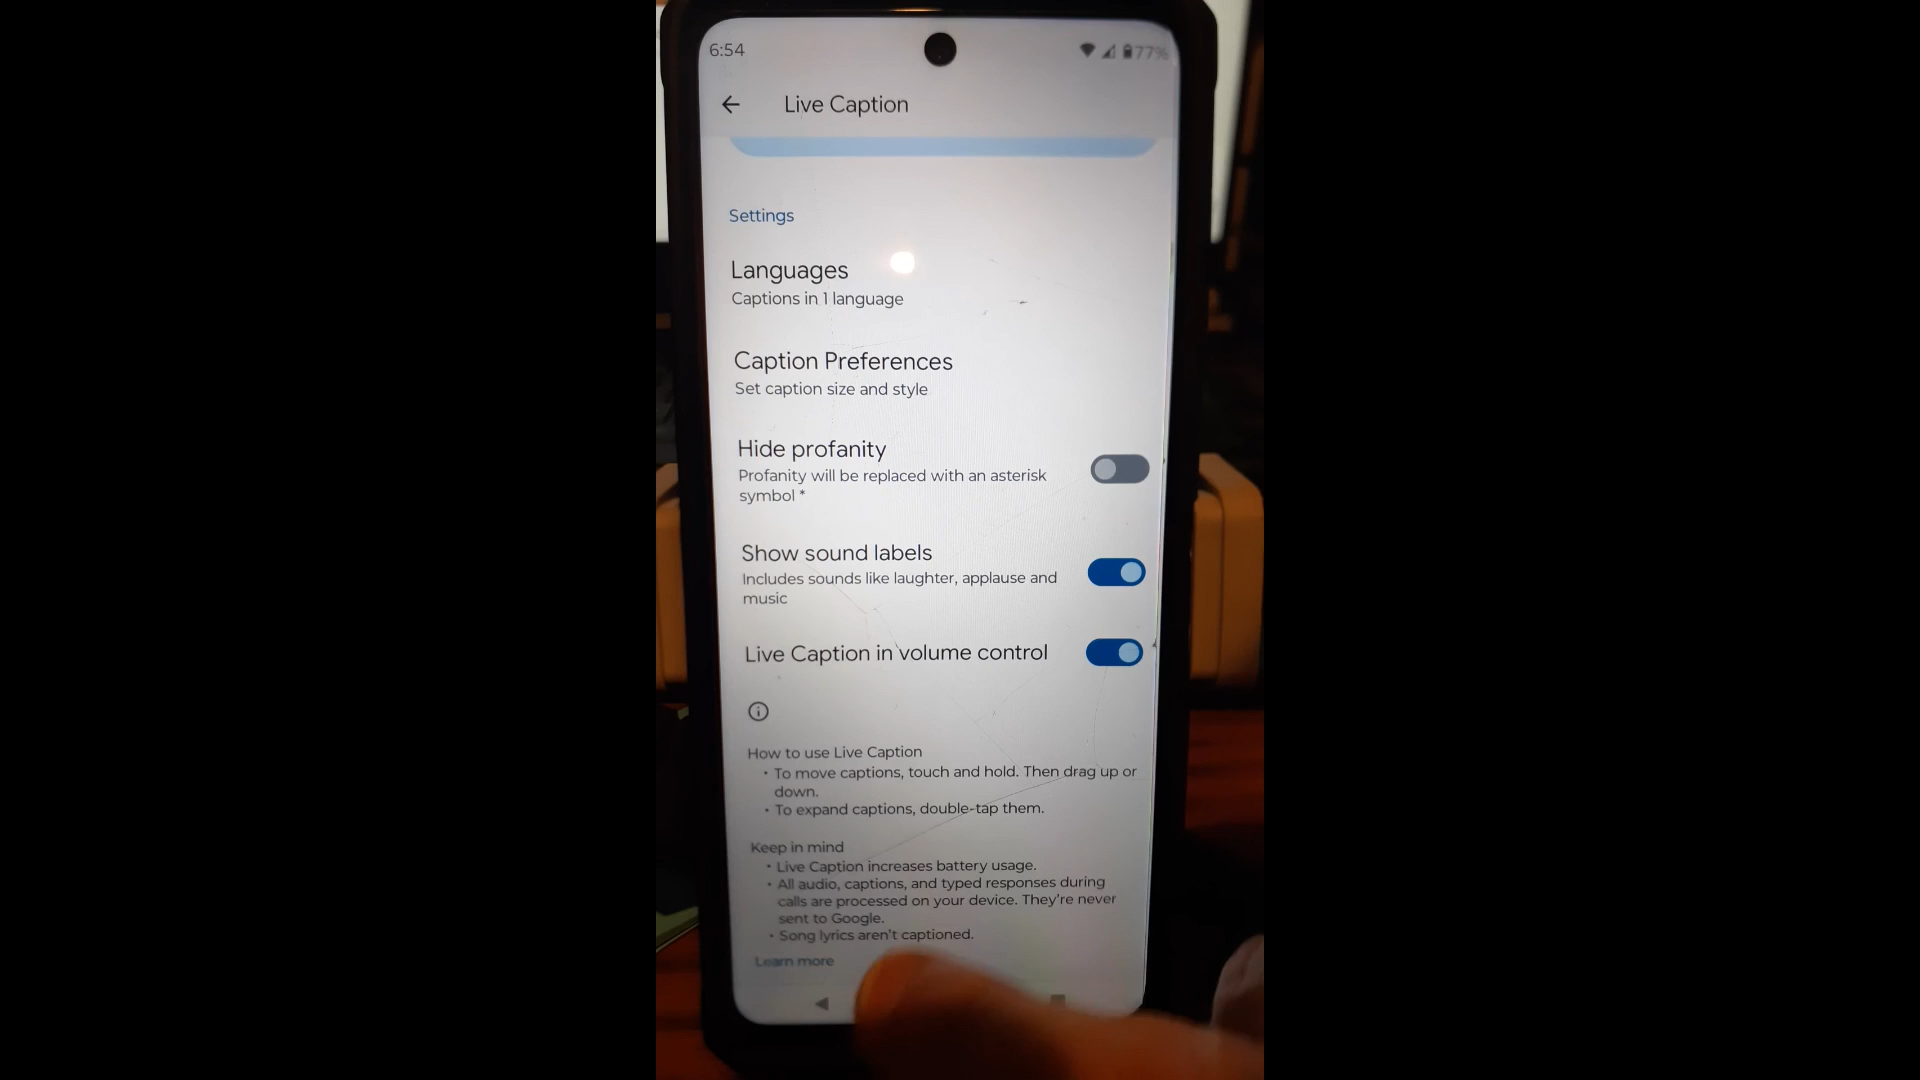 6:54
77%
Live Caption
Settings
Languages
Captions in 1 language
Caption Preferences
Set caption size and style
Hide profanity
Profanity will be replaced with an asterisk
symbol *
Show sound labels
Includes sounds like laughter, applause and
music
Live Caption in volume control
How to use Live Caption
• To move captions, touch and hold. Then drag up or
down.
• To expand captions, double-tap them.
Keep in mind
• Live Caption increases battery usage.
• All audio, captions, and typed responses during
calls are processed on your device. They're never
sent to Google.
• Song lyrics aren't captioned.
Learn more